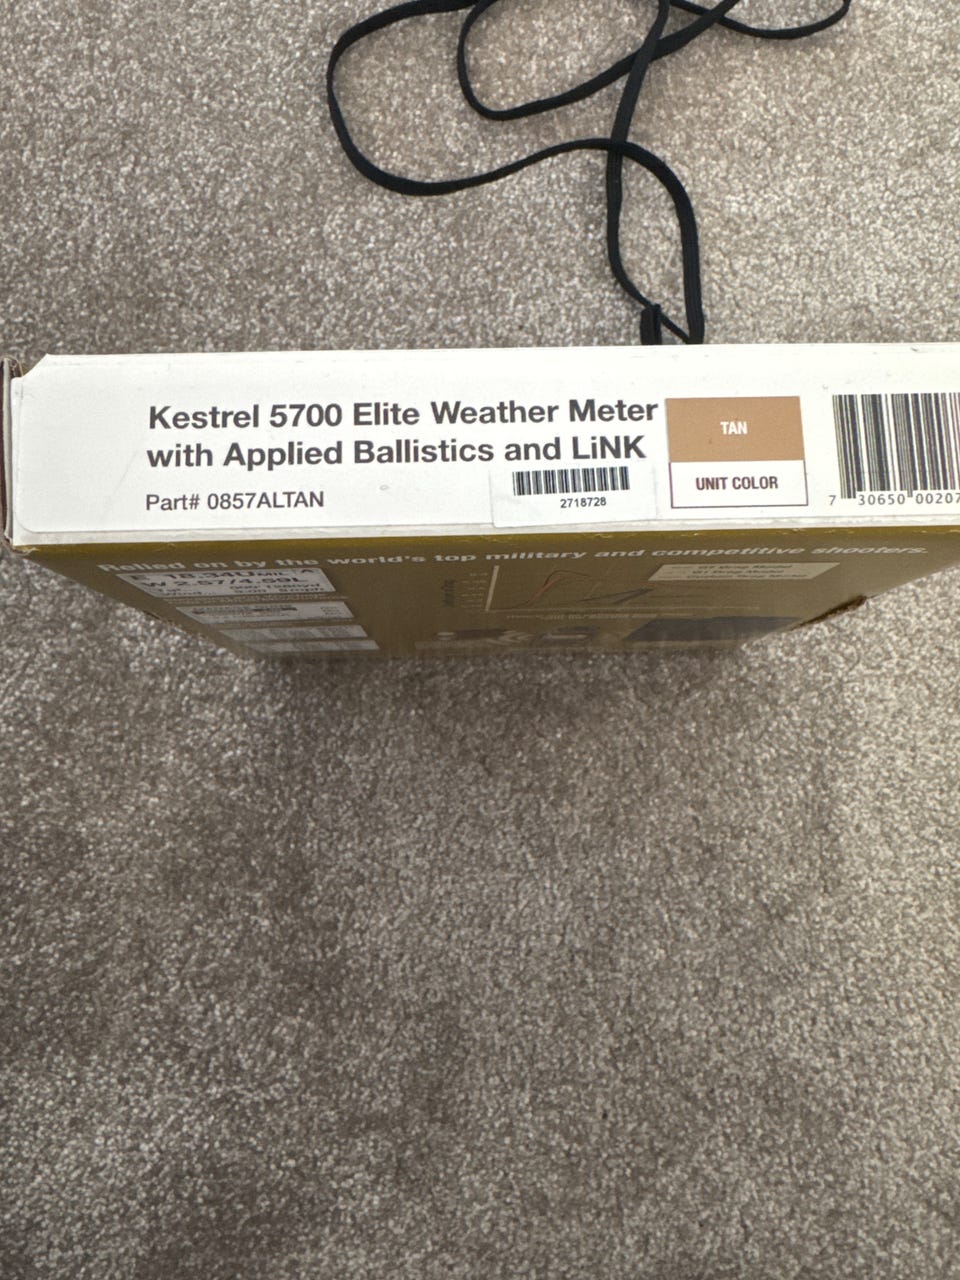 Kestrel 5700 Elite Weather Meter
with Applied Ballistics and LiNK
Part# 0857ALTAN
2718728
TAN
UNIT COLOR
7 30650 00207
Relied on by the world's top military and competitive shooters.